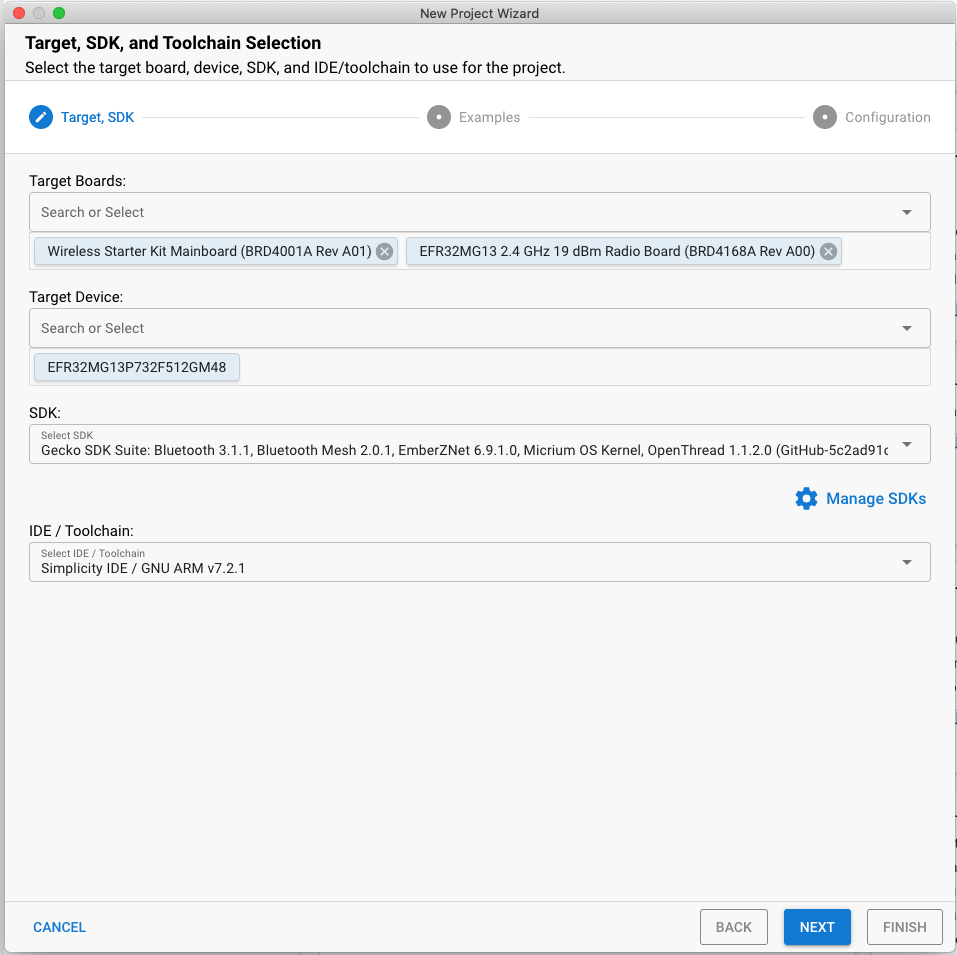 New Project Wizard
Target, SDK, and Toolchain Selection
Select the target board, device, SDK, and IDE/toolchain to use for the project.
Target, SDK
Examples
Configuration
Target Boards:
Search or Select
Wireless Starter Kit Mainboard (BRD4001A Rev A01)
EFR32MG13 2.4 GHz 19 dBm Radio Board (BRD4168A Rev A00)
Target Device:
Search or Select
EFR32MG13P732F512GM48
SDK:
Select SDK
Gecko SDK Suite: Bluetooth 3.1.1, Bluetooth Mesh 2.0.1, EmberZNet 6.9.1.0, Micrium OS Kernel, OpenThread 1.1.2.0 (GitHub-5c2ad91c
Manage SDKs
IDE / Toolchain:
Select IDE / Toolchain
Simplicity IDE / GNU ARM v7.2.1
CANCEL
BACK
NEXT
FINISH